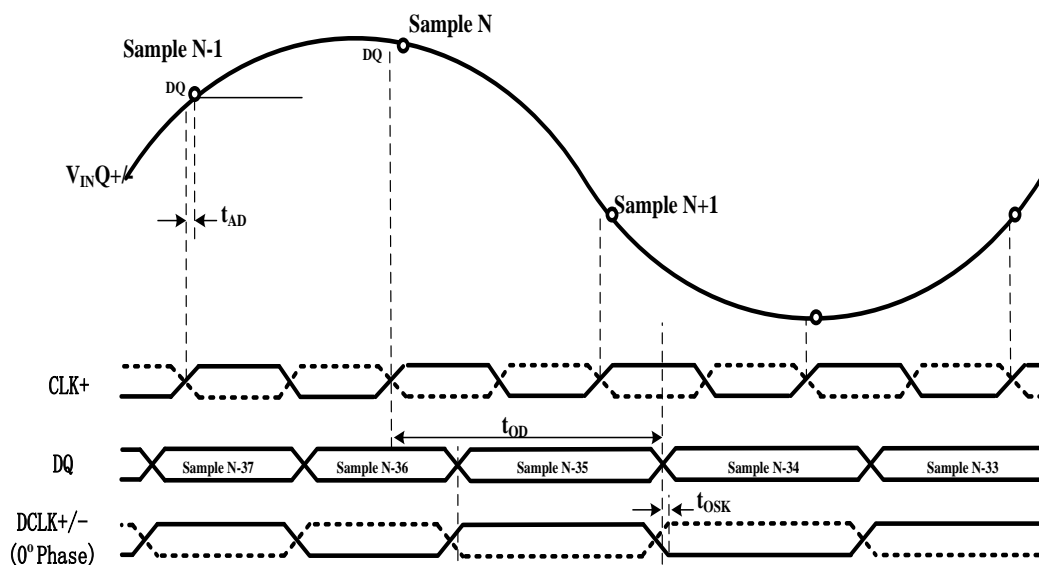 Sample N
Sample N-1
DQ
DQ
VINQ+/-
Sample N+1
tAD
CLK+
tOD
DQ
Sample N-37
Sample N-36
Sample N-35
Sample N-34
Sample N-33
tOSK
DCLK+/-
(0° Phase)